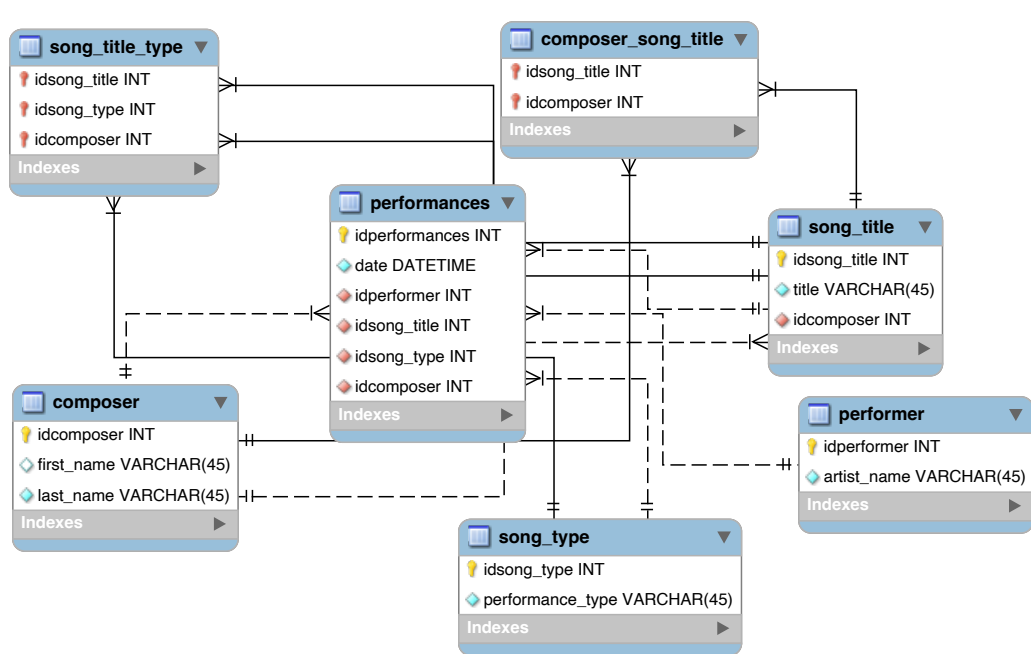 song_title_type
idsong_title INT
idsong_type INT
idcomposer INT
Indexes
composer_song_title
idsong_title INT
idcomposer INT
Indexes
performances
idperformances INT
date DATETIME
idperformer INT
idsong_title INT
idsong_type INT
idcomposer INT
Indexes
song_title
idsong_title INT
title VARCHAR(45)
idcomposer INT
Indexes
composer
idcomposer INT
first_name VARCHAR(45)
last_name VARCHAR(45)
Indexes
performer
idperformer INT
artist_name VARCHAR(45)
Indexes
song_type
idsong_type INT
performance_type VARCHAR(45)
Indexes